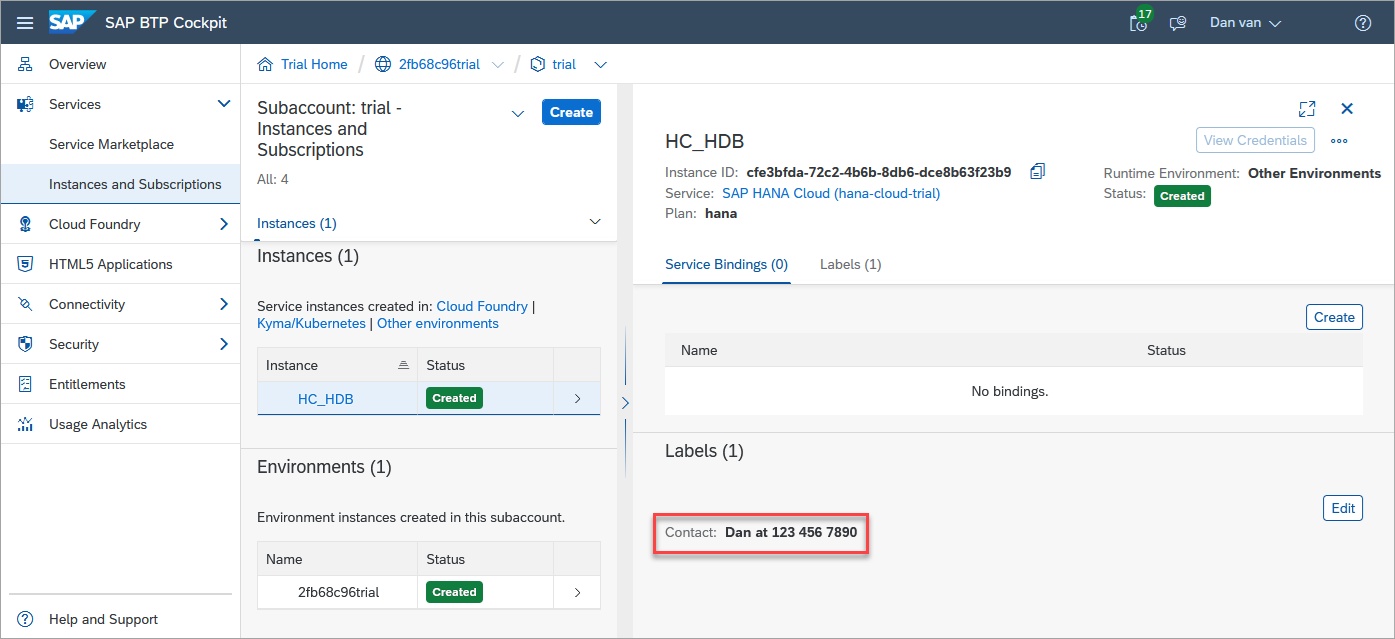 SAP SAP BTP Cockpit
17
Dan van
Overview
Services
Service Marketplace
Instances and Subscriptions
Cloud Foundry
HTML5 Applications
Connectivity
Security
Entitlements
Usage Analytics
Help and Support
Trial Home / 2fb68c96trial / trial
Subaccount: trial -
Instances and
Subscriptions
Create
All: 4
Instances (1)
Instances (1)
Service instances created in: Cloud Foundry |
Kyma/Kubernetes | Other environments
Instance Status
HC_HDB Created
Environments (1)
Environment instances created in this subaccount.
Name Status
2fb68c96trial Created
HC_HDB
View Credentials
Instance ID: cfe3bfda-72c2-4b6b-8db6-dce8b63f23b9
Service: SAP HANA Cloud (hana-cloud-trial)
Plan: hana
Runtime Environment: Other Environments
Status: Created
Service Bindings (0) Labels (1)
Create
Name Status
No bindings.
Labels (1)
Edit
Contact: Dan at 123 456 7890